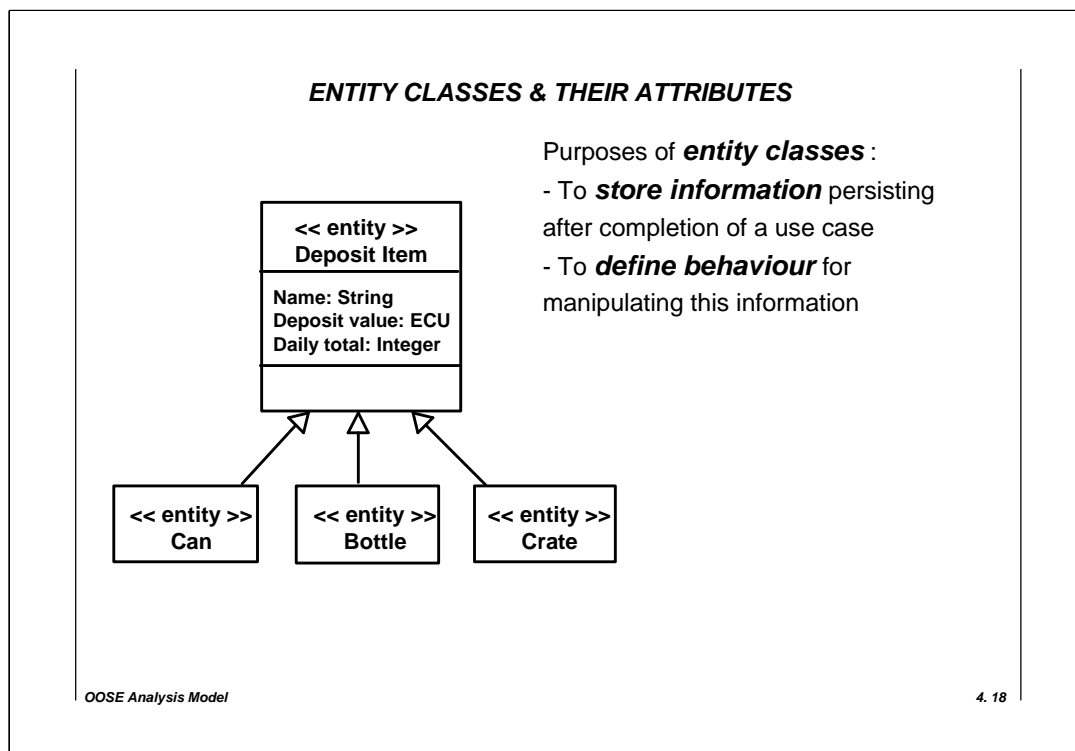 ENTITY CLASSES & THEIR ATTRIBUTES
Purposes of entity classes :
- To store information persisting
after completion of a use case
- To define behaviour for
manipulating this information
<< entity >>
Deposit Item
Name: String
Deposit value: ECU
Daily total: Integer
<< entity >>
Can
<< entity >>
Bottle
<< entity >>
Crate
OOSE Analysis Model
4. 18